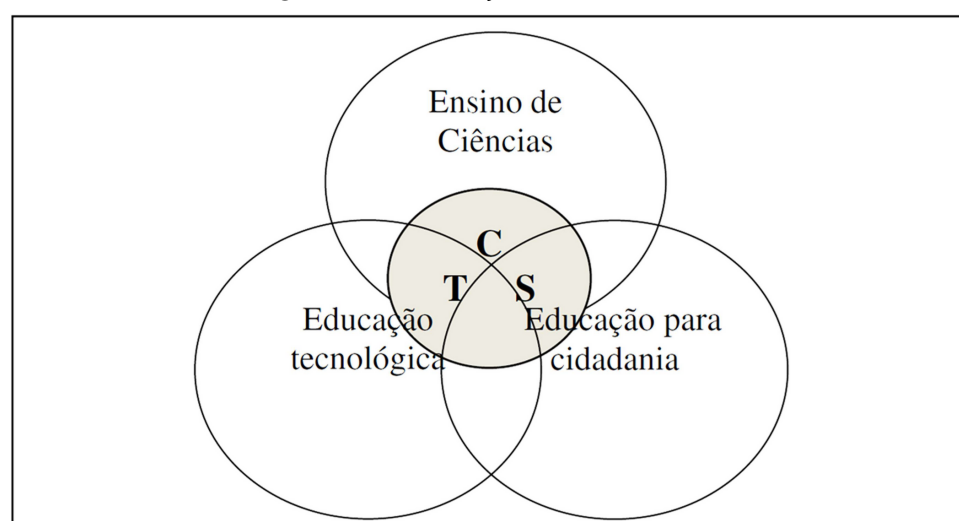 Ensino de
Ciências
C
T S
Educação
tecnológica
Educação para
cidadania